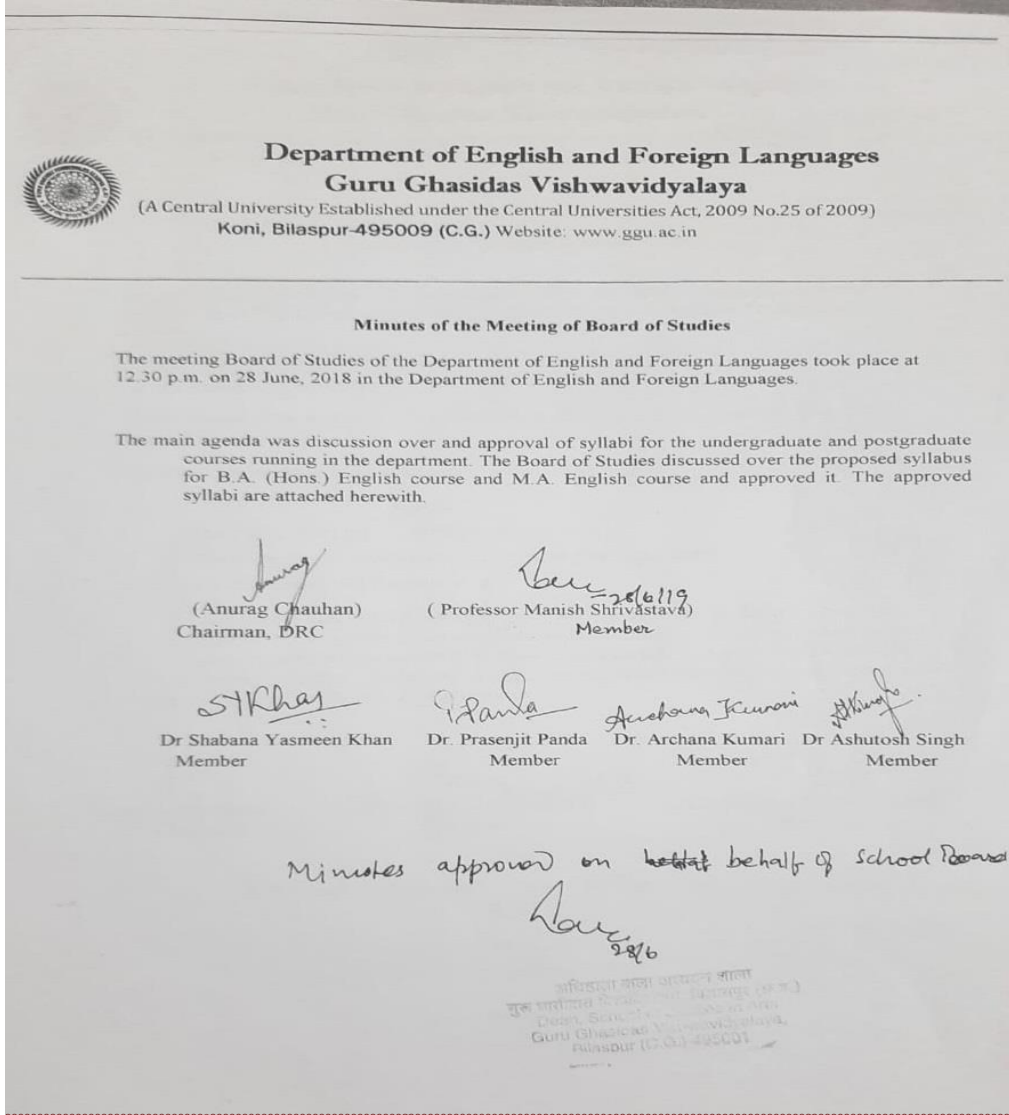 Department of English and Foreign Languages
Guru Ghasidas Vishwavidyalaya
(A Central University Established under the Central Universities Act, 2009 No.25 of 2009)
Koni, Bilaspur-495009 (C.G.) Website: www.ggu.ac.in
Minutes of the Meeting of Board of Studies
The meeting Board of Studies of the Department of English and Foreign Languages took place at
12.30 p.m. on 28 June, 2018 in the Department of English and Foreign Languages.
The main agenda was discussion over and approval of syllabi for the undergraduate and postgraduate
courses running in the department. The Board of Studies discussed over the proposed syllabus
for B.A. (Hons.) English course and M.A. English course and approved it. The approved
syllabi are attached herewith.
Anurag
28/6/19
(Anurag Chauhan) ( Professor Manish Shrivastava)
Chairman, DRC Member
SYKhan PPanda Archana Kumari
Dr Shabana Yasmeen Khan Dr. Prasenjit Panda Dr. Archana Kumari Dr Ashutosh Singh
Member Member Member Member
Minutes approved on behalf of School Board
28/6
Guru Ghasidas
Bilaspur (C.G.) 495001